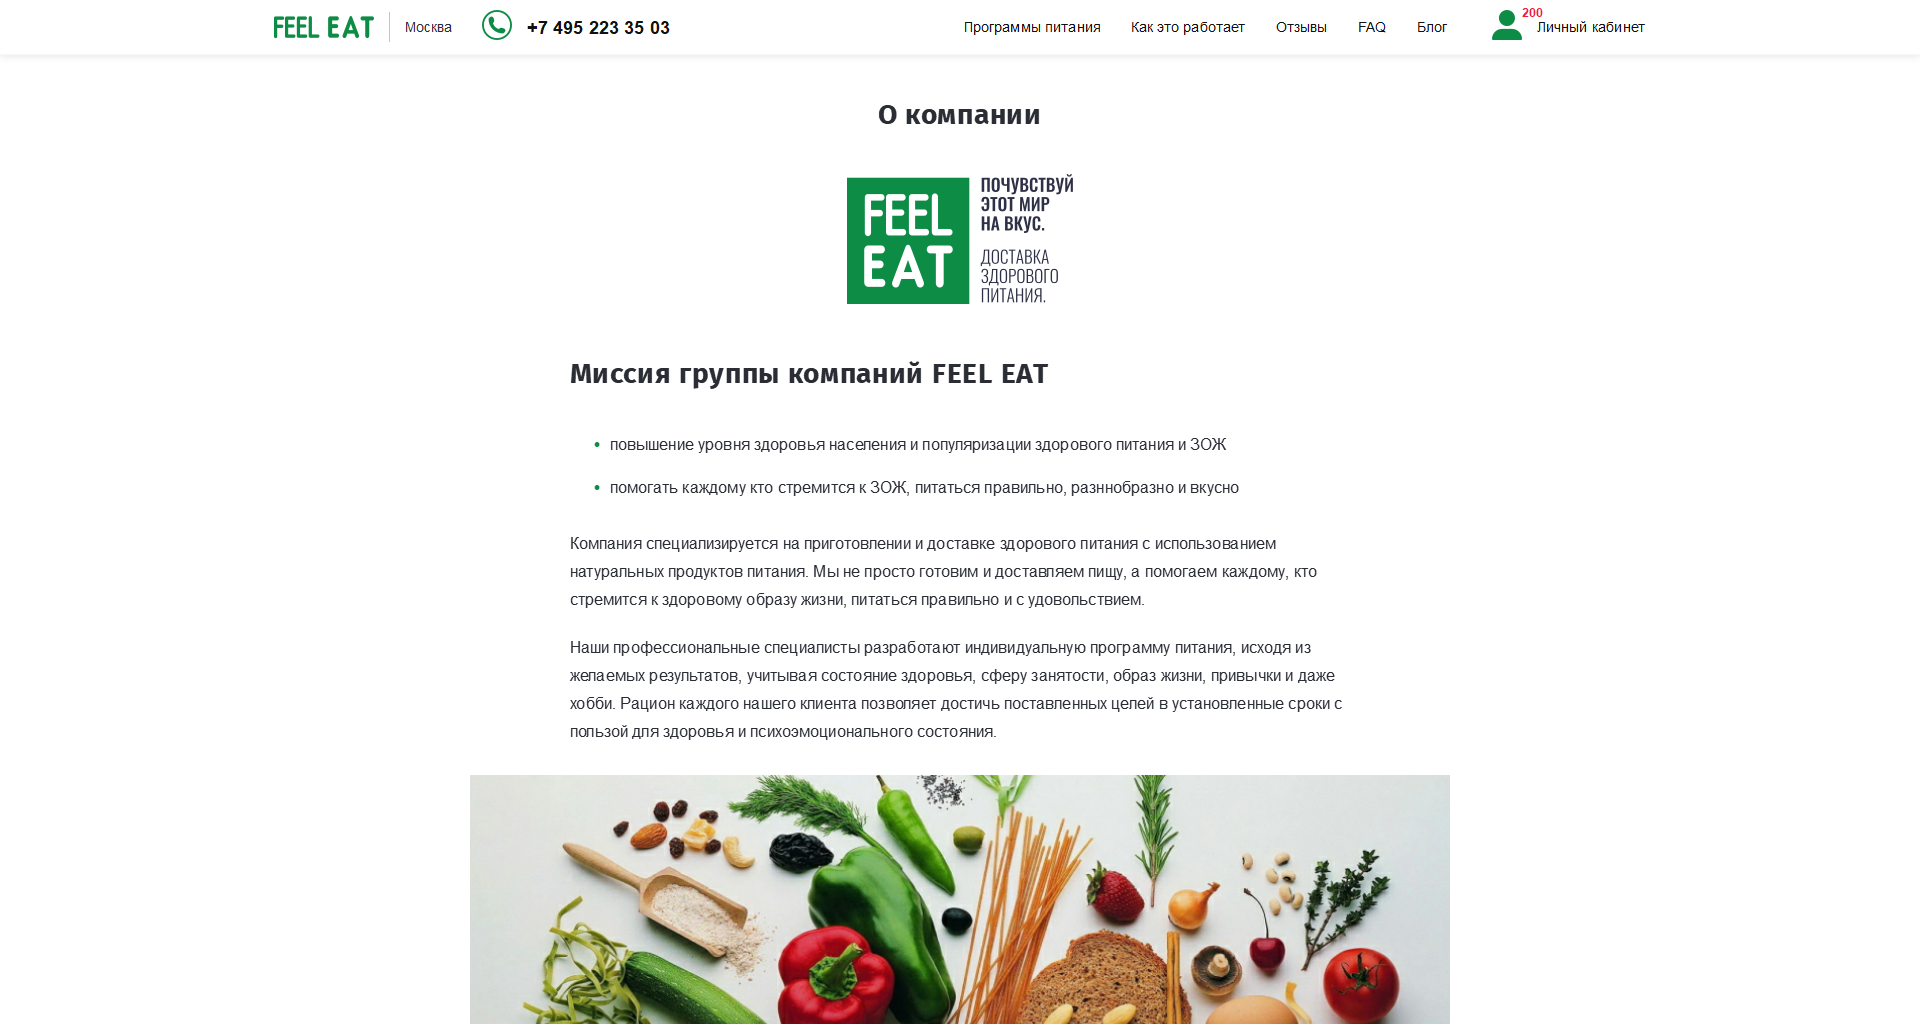 FEEL EAT
Москва
+7 495 223 35 03
Программы питания
Как это работает
Отзывы
FAQ
Блог
200
Личный кабинет
О компании
FEEL
EAT
ПОЧУВСТВУЙ
ЭТОТ МИР
НА ВКУС.
ДОСТАВКА
ЗДОРОВОГО
ПИТАНИЯ.
Миссия группы компаний FEEL EAT
• повышение уровня здоровья населения и популяризации здорового питания и ЗОЖ
• помогать каждому кто стремится к ЗОЖ, питаться правильно, разннобразно и вкусно
Компания специализируется на приготовлении и доставке здорового питания с использованием
натуральных продуктов питания. Мы не просто готовим и доставляем пищу, а помогаем каждому, кто
стремится к здоровому образу жизни, питаться правильно и с удовольствием.
Наши профессиональные специалисты разработают индивидуальную программу питания, исходя из
желаемых результатов, учитывая состояние здоровья, сферу занятости, образ жизни, привычки и даже
хобби. Рацион каждого нашего клиента позволяет достичь поставленных целей в установленные сроки с
пользой для здоровья и психоэмоционального состояния.